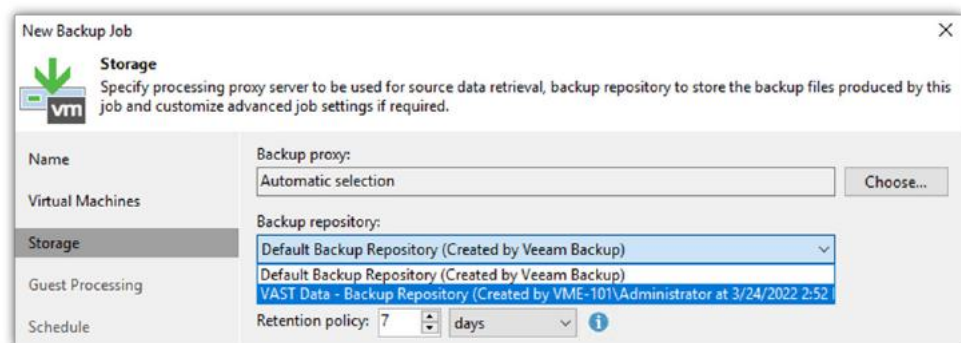 New Backup Job
Storage
Specify processing proxy server to be used for source data retrieval, backup repository to store the backup files produced by this
job and customize advanced job settings if required.
vm
Name
Virtual Machines
Storage
Guest Processing
Schedule
Backup proxy:
Automatic selection
Choose...
Backup repository:
Default Backup Repository (Created by Veeam Backup)
Default Backup Repository (Created by Veeam Backup)
VAST Data - Backup Repository (Created by VME-101\Administrator at 3/24/2022 2:52
Retention policy: 7 days